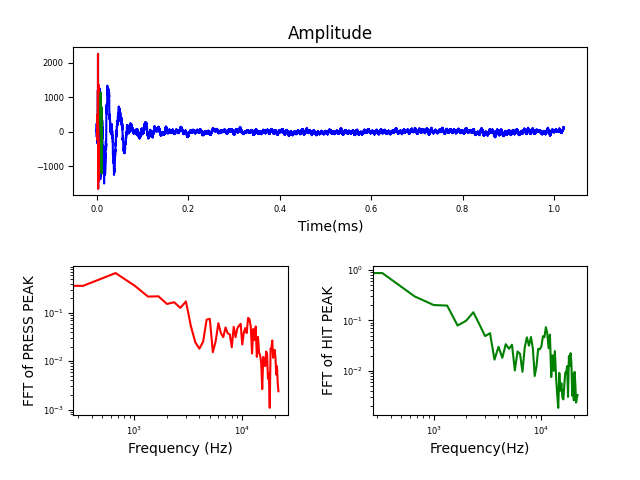 Amplitude
2000
1000
0
−1000
0.0 0.2 0.4 0.6 0.8 1.0
Time(ms)
FFT of PRESS PEAK
10⁻¹
10⁻²
10⁻³
10³ 10⁴
Frequency (Hz)
FFT of HIT PEAK
10⁰
10⁻¹
10⁻²
10³ 10⁴
Frequency(Hz)